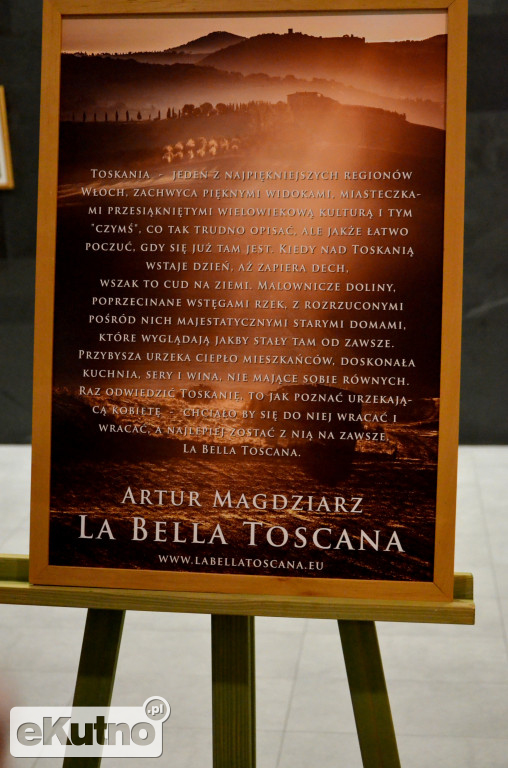 Toskania - jeden z najpiękniejszych regionów
Włoch, zachwyca pięknymi widokami, miasteczka-
mi przesiąkniętymi wielowiekową kulturą i tym
"czymś", co tak trudno opisać, ale jakże łatwo
poczuć, gdy się już tam jest. Kiedy nad Toskanią
wstaje dzień, aż zapiera dech,
wszak to cud na ziemi. Malownicze doliny,
poprzecinane wstęgami rzek, z rozrzuconymi
pośród nich majestatycznymi starymi domami,
które wyglądają jakby stały tam od zawsze.
Przybysza urzeka ciepło mieszkańców, doskonała
kuchnia, sery i wina, nie mające sobie równych.
Raz odwiedzić Toskanię, to jak poznać urzekają-
cą kobietę - chciało by się do niej wracać i
wracać, a najlepiej zostać z nią na zawsze.
La Bella Toscana.
Artur Magdziarz
La Bella Toscana
www.labellatoscana.eu
eKutno.pl